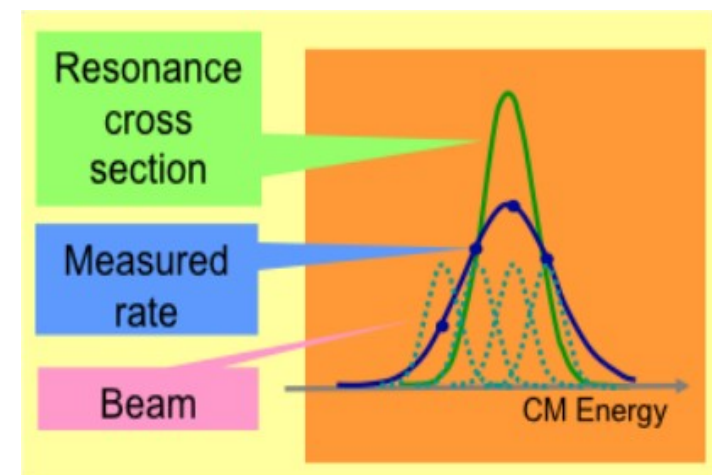 Resonance
cross
section
Measured
rate
Beam
CM Energy